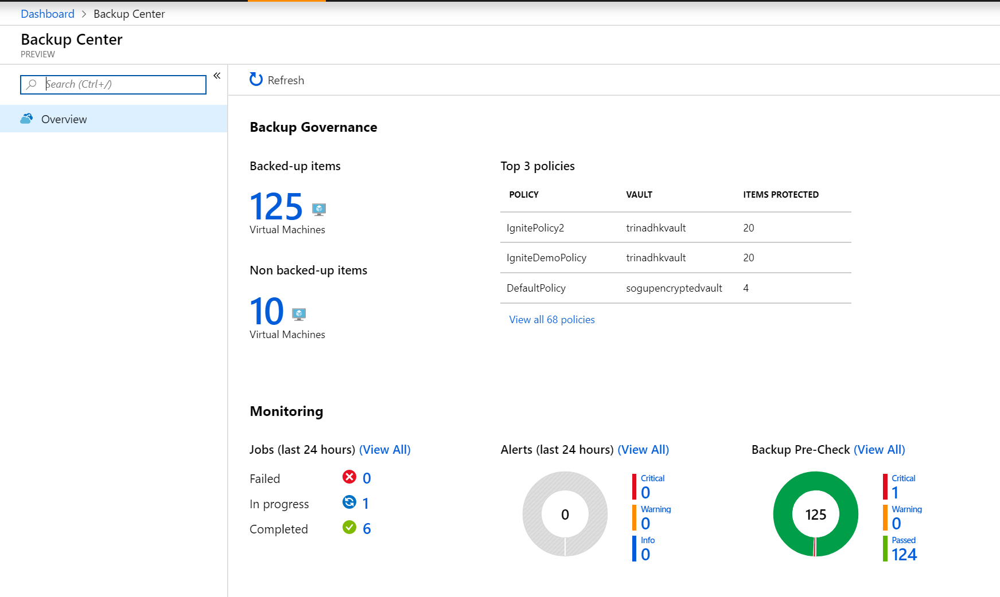 Dashboard > Backup Center
Backup Center
PREVIEW
Search (Ctrl+/)
«
Overview
Refresh
Backup Governance
Backed-up items
125
Virtual Machines
Non backed-up items
10
Virtual Machines
Top 3 policies
POLICY VAULT ITEMS PROTECTED
IgnitePolicy2 trinadhkvault 20
IgniteDemoPolicy trinadhkvault 20
DefaultPolicy sogupencryptedvault 4
View all 68 policies
Monitoring
Jobs (last 24 hours) (View All)
Failed 0
In progress 1
Completed 6
Alerts (last 24 hours) (View All)
0
Critical
0
Warning
0
Info
0
Backup Pre-Check (View All)
125
Critical
1
Warning
0
Passed
124